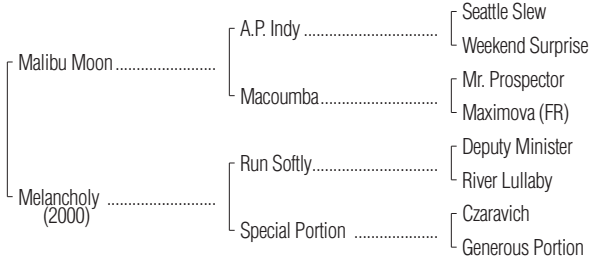 Seattle Slew
A.P. Indy ..............................
Weekend Surprise
Malibu Moon .......................
Mr. Prospector
Macoumba...........................
Maximova (FR)
Deputy Minister
Run Softly.............................
River Lullaby
Melancholy .........................
(2000)
Czaravich
Special Portion ...................
Generous Portion